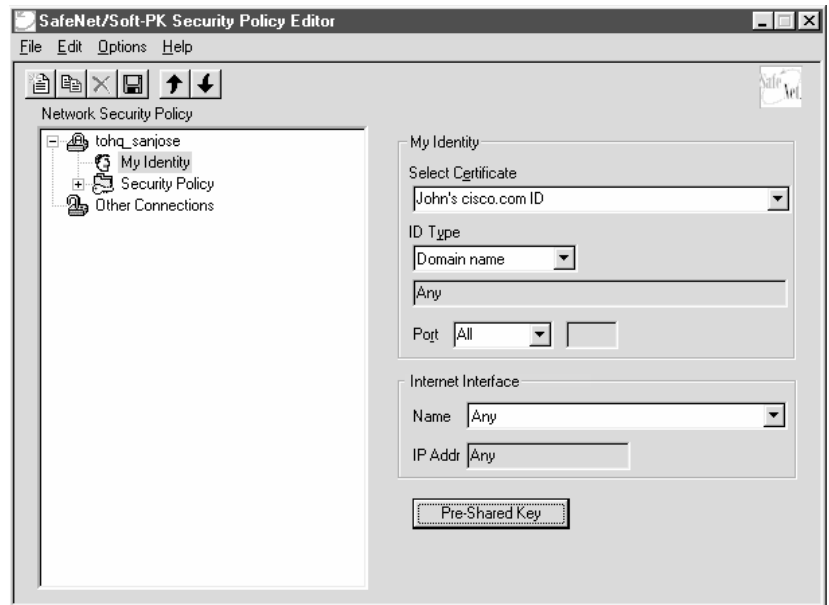 SafeNet/Soft-PK Security Policy Editor
File Edit Options Help
Safe Net
Network Security Policy
tohq_sanjose
My Identity
Security Policy
Other Connections
My Identity
Select Certificate
John's cisco.com ID
ID Type
Domain name
Any
Port All
Internet Interface
Name Any
IP Addr Any
Pre-Shared Key